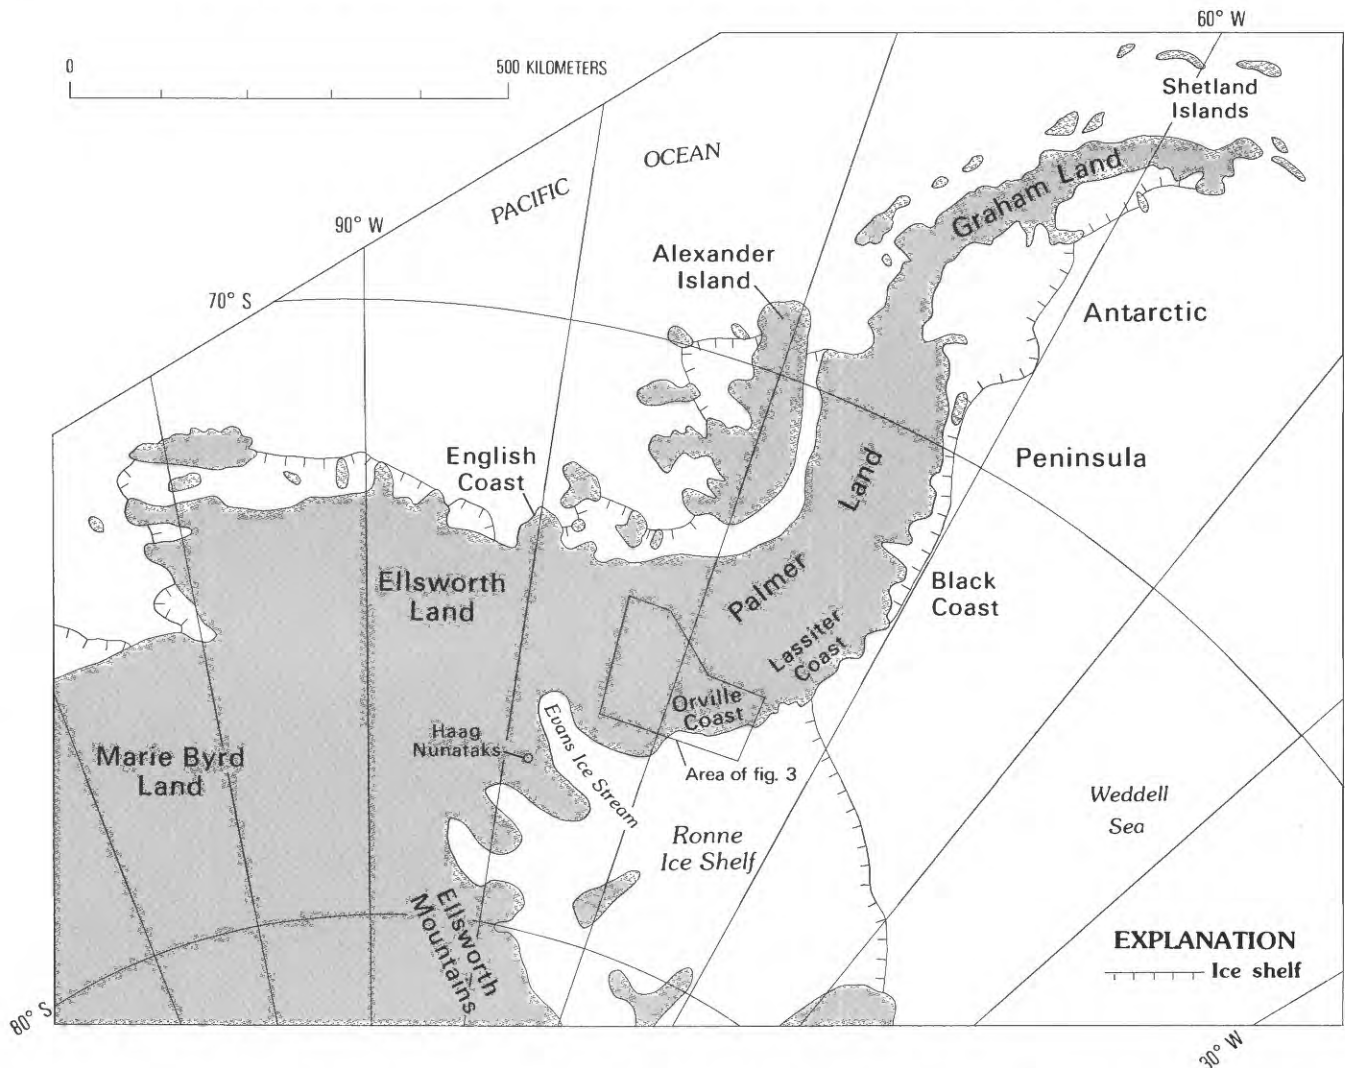 60° W
0
500 KILOMETERS
Shetland
Islands
OCEAN
PACIFIC
Graham Land
90° W
Alexander
Island
70° S
Antarctic
English
Coast
Peninsula
Land
Palmer
Ellsworth
Land
Black
Coast
Lassiter
Coast
Orville
Coast
Evans Ice Stream
Haag
Nunataks
Marie Byrd
Land
Area of fig. 3
Weddell
Sea
Ronne
Ice Shelf
Ellsworth
Mountains
EXPLANATION
Ice shelf
80° S
30° W